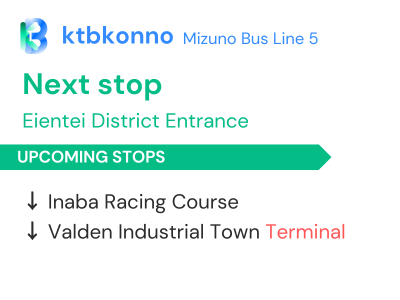 ktbkonno Mizuno Bus Line 5
Next stop
Eientei District Entrance
UPCOMING STOPS
↓ Inaba Racing Course
↓ Valden Industrial Town Terminal